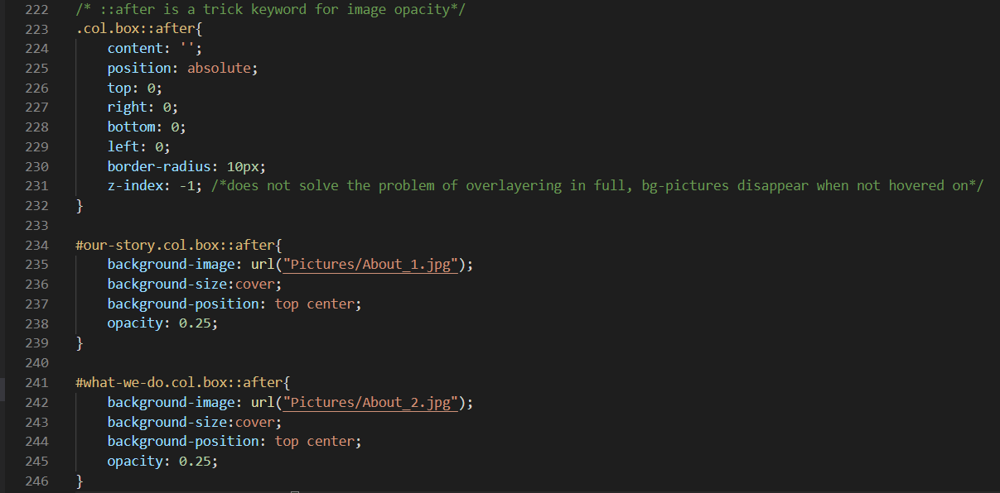 222 /* ::after is a trick keyword for image opacity*/
223 .col.box::after{
224     content: '';
225     position: absolute;
226     top: 0;
227     right: 0;
228     bottom: 0;
229     left: 0;
230     border-radius: 10px;
231     z-index: -1; /*does not solve the problem of overlayering in full, bg-pictures disappear when not hovered on*/
232 }
233
234 #our-story.col.box::after{
235     background-image: url("Pictures/About_1.jpg");
236     background-size:cover;
237     background-position: top center;
238     opacity: 0.25;
239 }
240
241 #what-we-do.col.box::after{
242     background-image: url("Pictures/About_2.jpg");
243     background-size:cover;
244     background-position: top center;
245     opacity: 0.25;
246 }